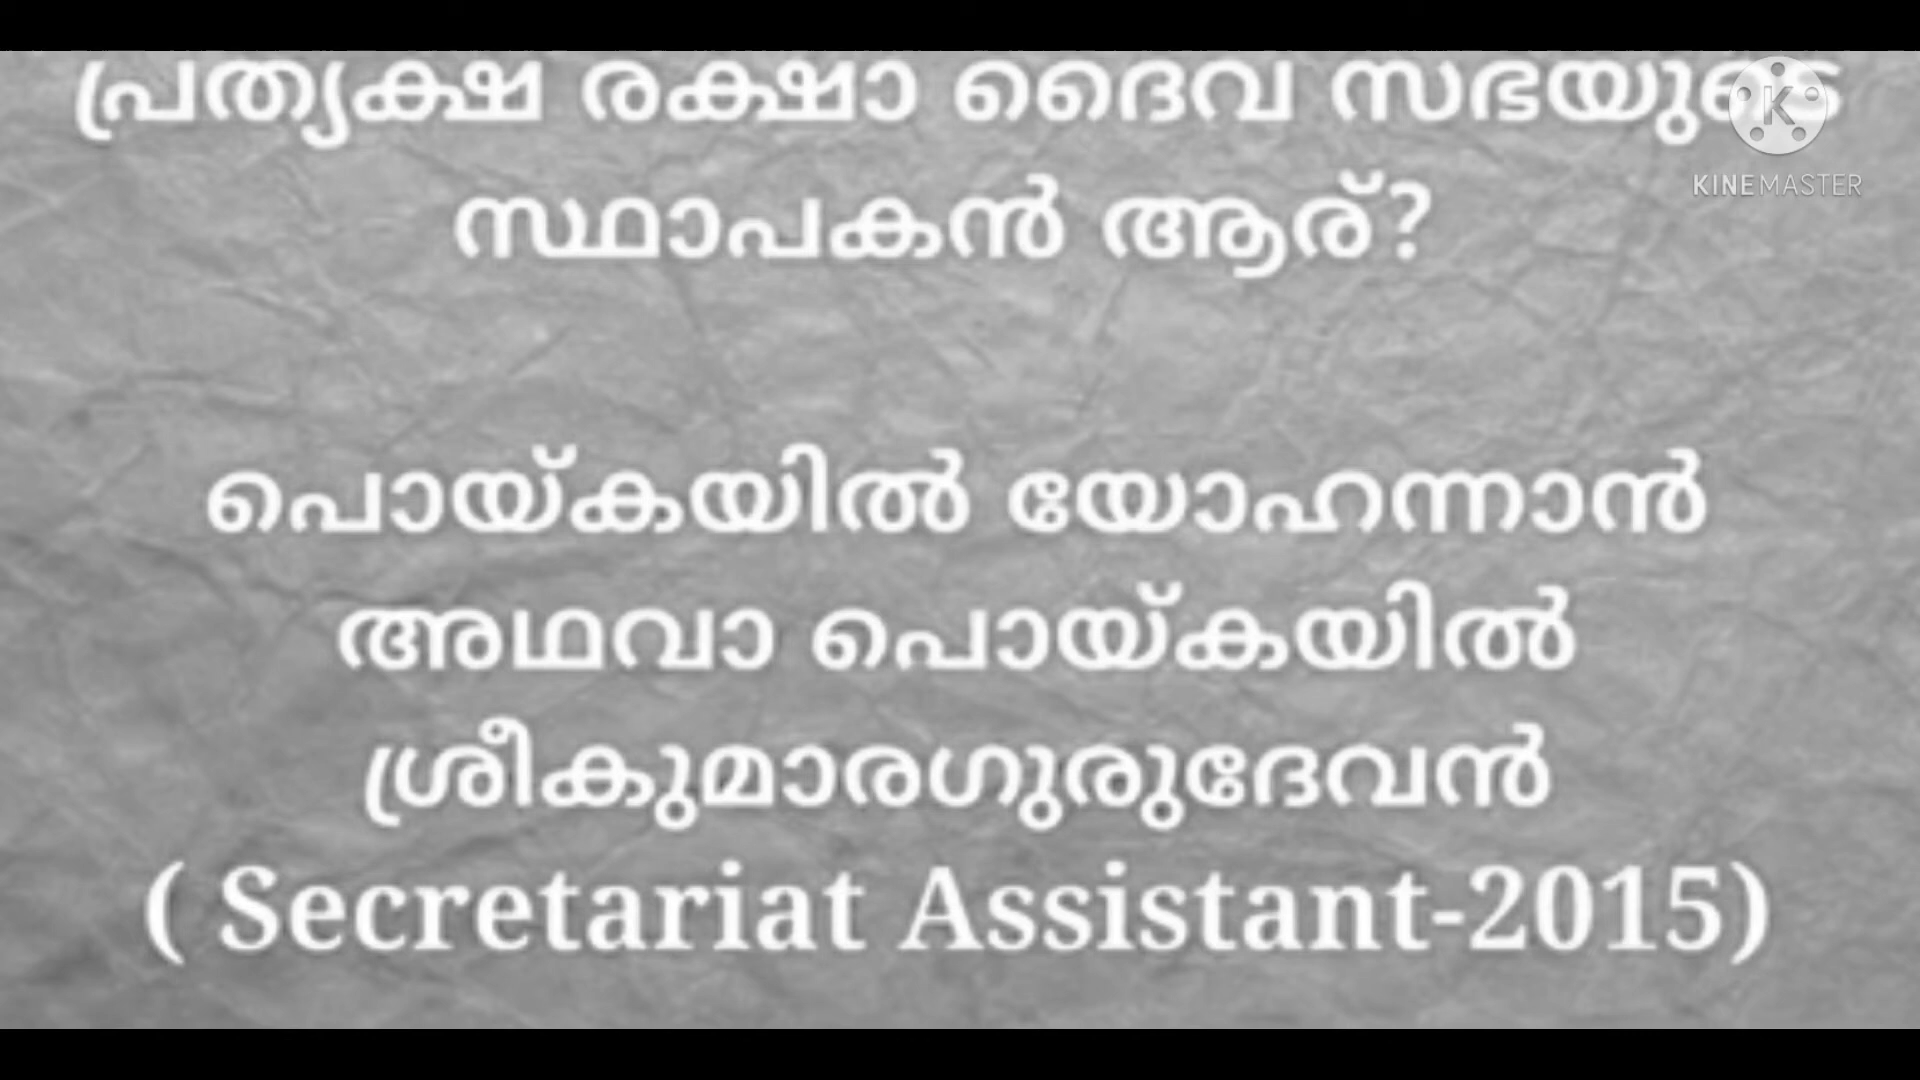 പ്രത്യക്ഷ രക്ഷാ ദൈവ സഭയുടെ
സ്ഥാപകൻ ആര്?
പൊയ്കയിൽ യോഹന്നാൻ
അഥവാ പൊയ്കയിൽ
ശ്രീകുമാരഗുരുദേവൻ
( Secretariat Assistant-2015)
K
KINEMASTER